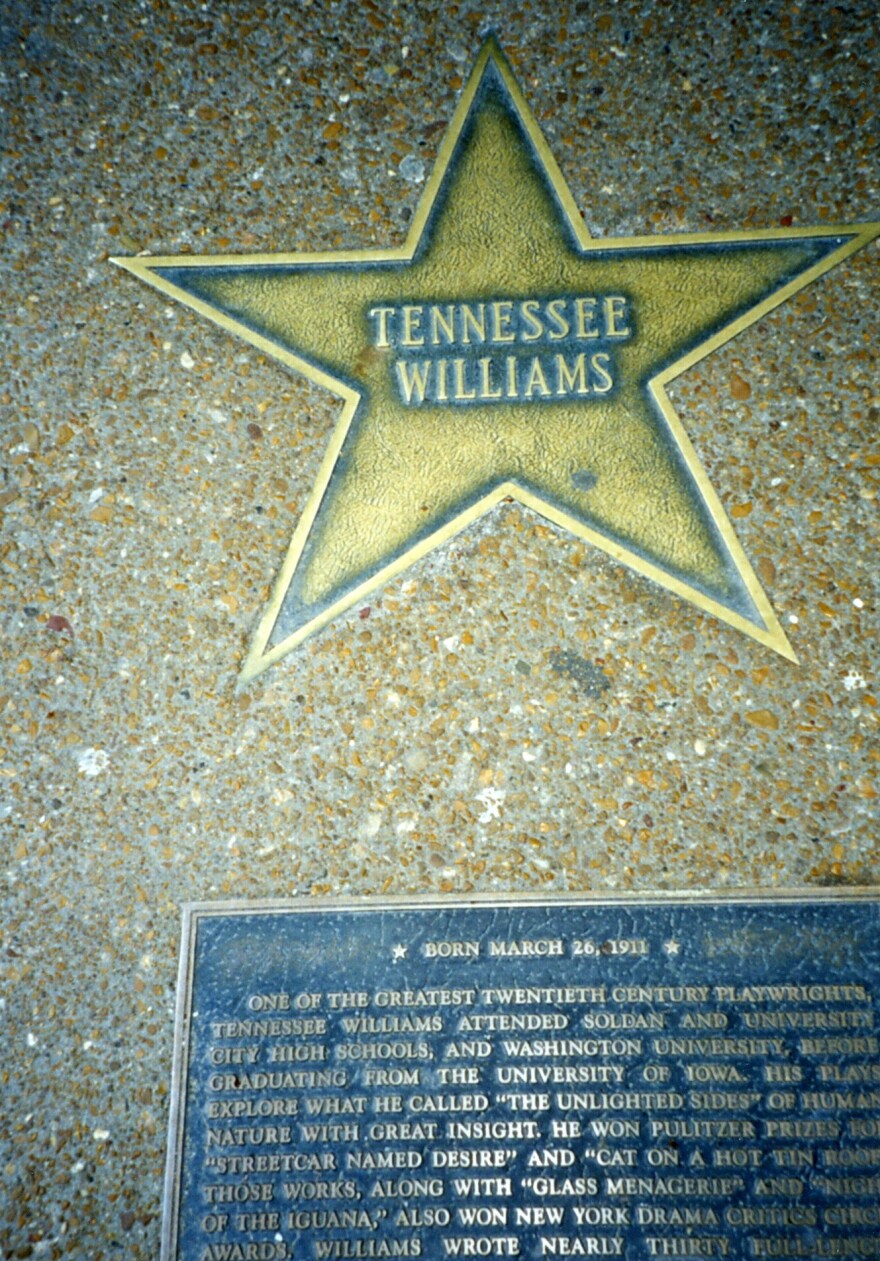 TENNESSEE
WILLIAMS
★ BORN MARCH 26, 1911 ★
ONE OF THE GREATEST TWENTIETH CENTURY PLAYWRIGHTS,
TENNESSEE WILLIAMS ATTENDED SOLDAN AND UNIVERSITY
CITY HIGH SCHOOLS, AND WASHINGTON UNIVERSITY, BEFORE
GRADUATING FROM THE UNIVERSITY OF IOWA. HIS PLAYS
EXPLORE WHAT HE CALLED "THE UNLIGHTED SIDES" OF HUMAN
NATURE WITH GREAT INSIGHT. HE WON PULITZER PRIZES FOR
"STREETCAR NAMED DESIRE" AND "CAT ON A HOT TIN ROOF
THOSE WORKS, ALONG WITH "GLASS MENAGERIE" AND
OF THE IGUANA," ALSO WON NEW YORK DRAMA CRITICS
AWARDS. WILLIAMS WROTE NEARLY THIRTY